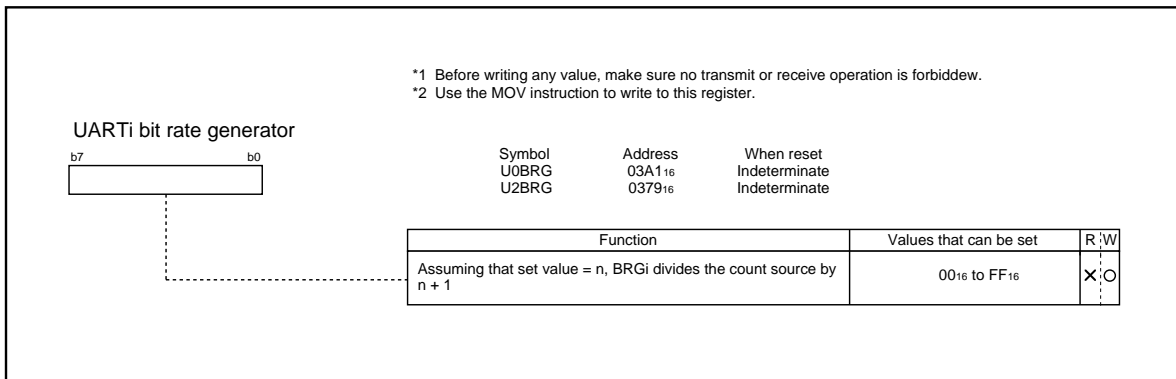 *1 Before writing any value, make sure no transmit or receive operation is forbiddew.
*2 Use the MOV instruction to write to this register.
UARTi bit rate generator
b7 b0
Symbol Address When reset
U0BRG 03A1₁₆ Indeterminate
U2BRG 0379₁₆ Indeterminate
Function Values that can be set R W
Assuming that set value = n, BRGi divides the count source by
n + 1
00₁₆ to FF₁₆
X O